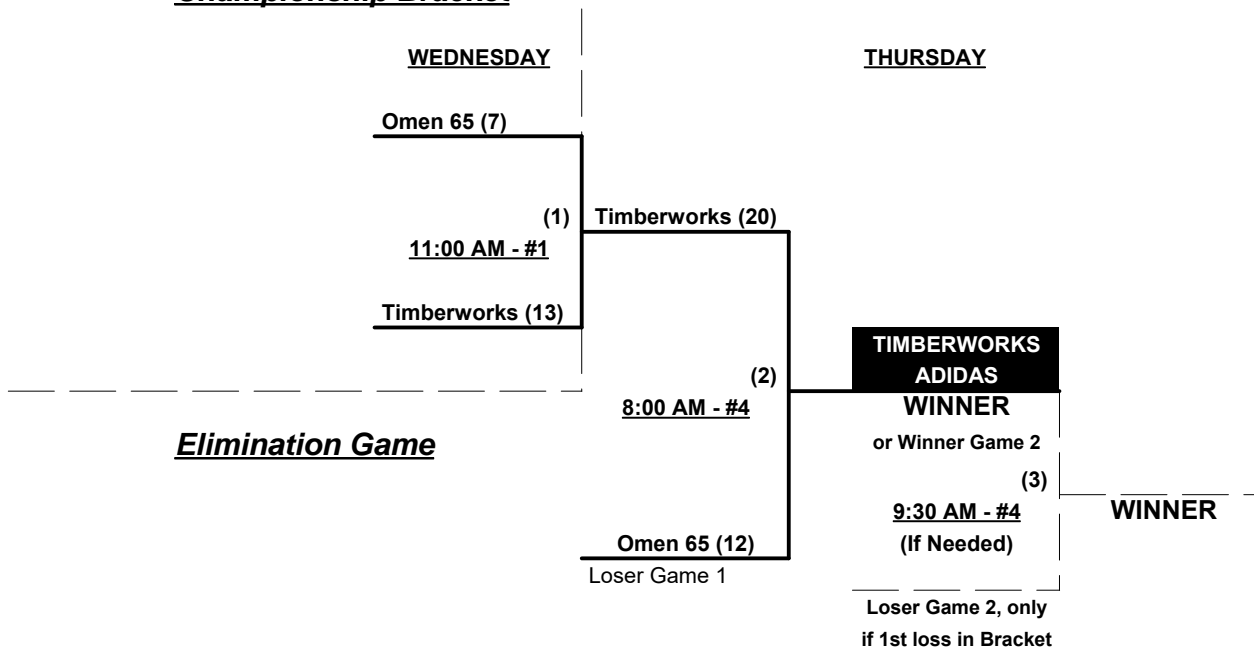 Championship Bracket
WEDNESDAY
THURSDAY
Omen 65 (7)
(1)
Timberworks (20)
11:00 AM - #1
Timberworks (13)
TIMBERWORKS
ADIDAS
(2)
8:00 AM - #4
WINNER
or Winner Game 2
Elimination Game
(3)
9:30 AM - #4
WINNER
(If Needed)
Omen 65 (12)
Loser Game 1
Loser Game 2, only
if 1st loss in Bracket